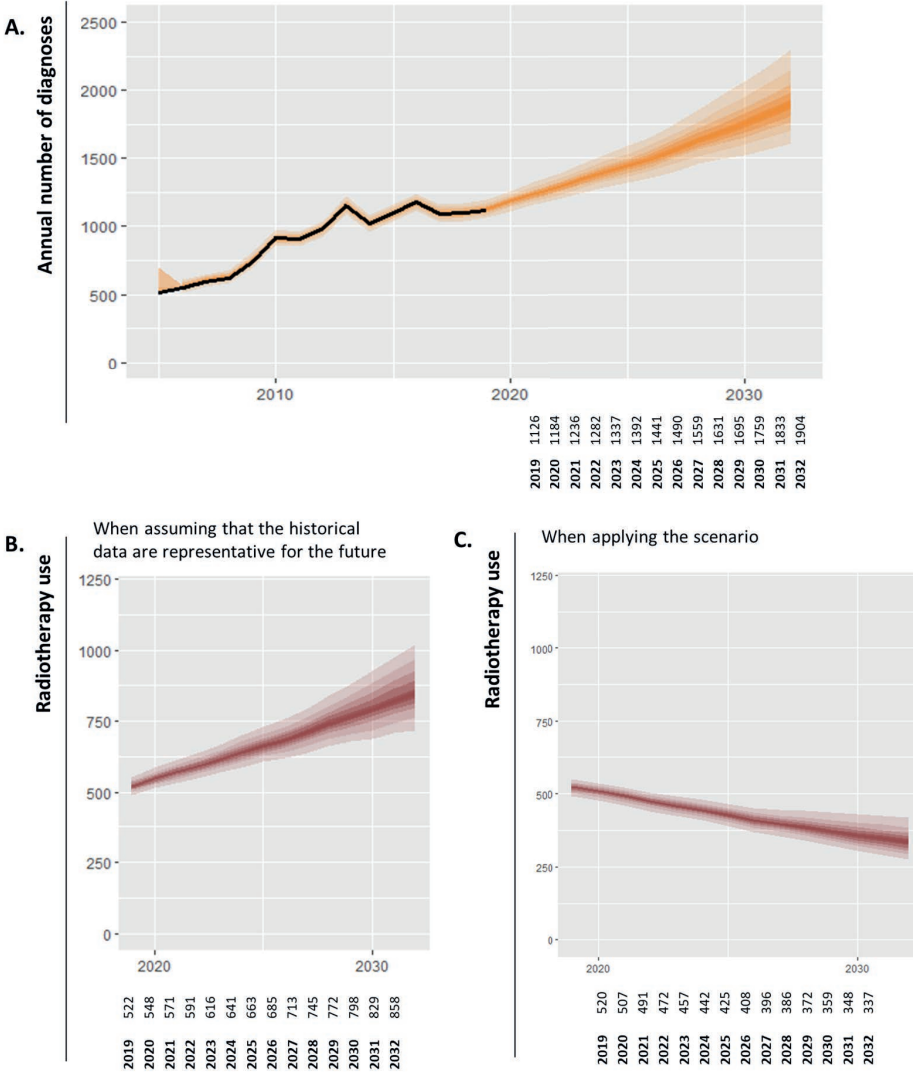 A.
Annual number of diagnoses
2500
2000
1500
1000
500
0
2010 2020 2030
1126 1184 1236 1282 1337 1392 1441 1490 1559 1631 1695 1759 1833 1904
2019 2020 2021 2022 2023 2024 2025 2026 2027 2028 2029 2030 2031 2032
B.
When assuming that the historical
data are representative for the future
Radiotherapy use
1250
1000
750
500
250
0
2020 2030
522 548 571 591 616 641 663 685 713 745 772 798 829 858
2019 2020 2021 2022 2023 2024 2025 2026 2027 2028 2029 2030 2031 2032
C.
When applying the scenario
Radiotherapy use
1250
1000
750
500
250
0
2020 2030
520 507 491 472 457 442 425 408 396 386 372 359 348 337
2019 2020 2021 2022 2023 2024 2025 2026 2027 2028 2029 2030 2031 2032